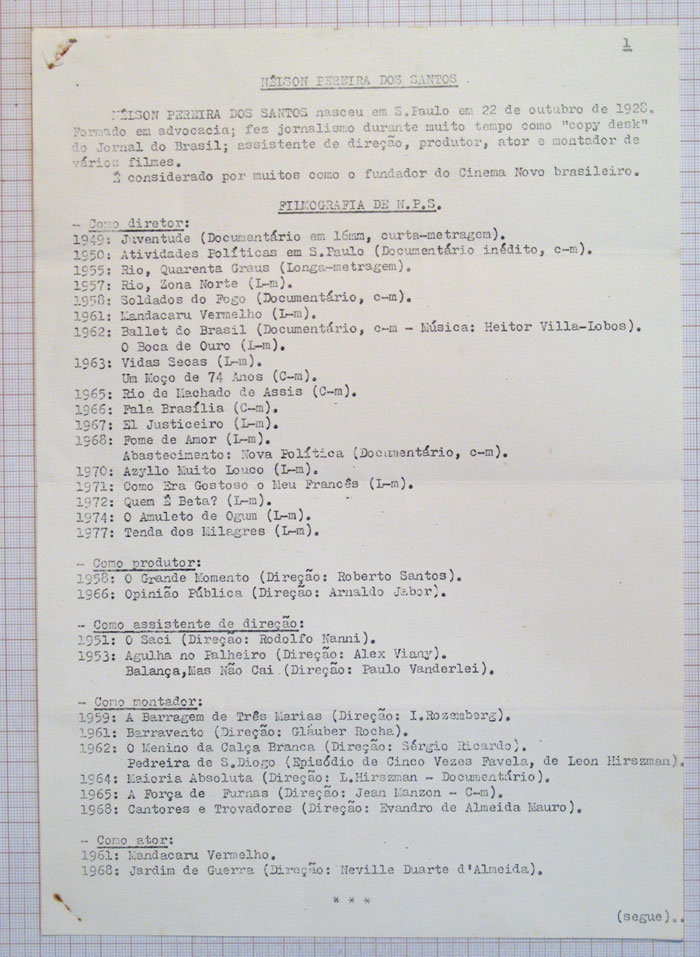 1
NÉLSON PEREIRA DOS SANTOS .
NÉLSON PEREIRA DOS SANTOS nasceu em S.Paulo em 22 de outubro de 1928.
Formado em advocacia; fez jornalismo durante muito tempo como "copy desk"
do Jornal do Brasil; assistente de direção, produtor, ator e montador de
vários filmes.
É considerado por muitos como o fundador do Cinema Novo brasileiro.
FILMOGRAFIA DE N.P.S.
- Como diretor:
1949: Juventude (Documentário em 16mm, curta-metragem).
1950: Atividades Políticas em S.Paulo (Documentário inédito, c-m).
1955: Rio, Quarenta Graus (Longa-metragem).
1957: Rio, Zona Norte (L-m).
1958: Soldados do Fogo (Documentário, c-m).
1961: Mandacaru Vermelho (L-m).
1962: Ballet do Brasil (Documentário, c-m - Música: Heitor Villa-Lobos).
O Boca de Ouro (L-m).
1963: Vidas Secas (L-m).
Um Moço de 74 Anos (C-m).
1965: Rio de Machado de Assis (C-m).
1966: Fala Brasília (C-m).
1967: El Justiceiro (L-m).
1968: Fome de Amor (L-m).
Abastecimento: Nova Política (Documentário, c-m).
1970: Azyllo Muito Louco (L-m).
1971: Como Era Gostoso o Meu Francês (L-m).
1972: Quem É Beta? (L-m).
1974: O Amuleto de Ogum (L-m).
1977: Tenda dos Milagres (L-m).
- Como produtor:
1958: O Grande Momento (Direção: Roberto Santos).
1966: Opinião Pública (Direção: Arnaldo Jabor).
- Como assistente de direção:
1951: O Saci (Direção: Rodolfo Nanni).
1953: Agulha no Palheiro (Direção: Alex Viany).
Balança,Mas Não Cai (Direção: Paulo Vanderlei).
- Como montador:
1959: A Barragem de Três Marias (Direção: I.Rozemberg).
1961: Barravento (Direção: Gláuber Rocha).
1962: O Menino da Calça Branca (Direção: Sérgio Ricardo).
Pedreira de S.Diogo (Episódio de Cinco Vezes Favela, de Leon Hirszman).
1964: Maioria Absoluta (Direção: L.Hirszman - Documentário).
1965: A Força de Furnas (Direção: Jean Manzon - C-m).
1968: Cantores e Trovadores (Direção: Evandro de Almeida Mauro).
- Como ator:
1961: Mandacaru Vermelho.
1968: Jardim de Guerra (Direção: Neville Duarte d'Almeida).
* * *
(segue)..